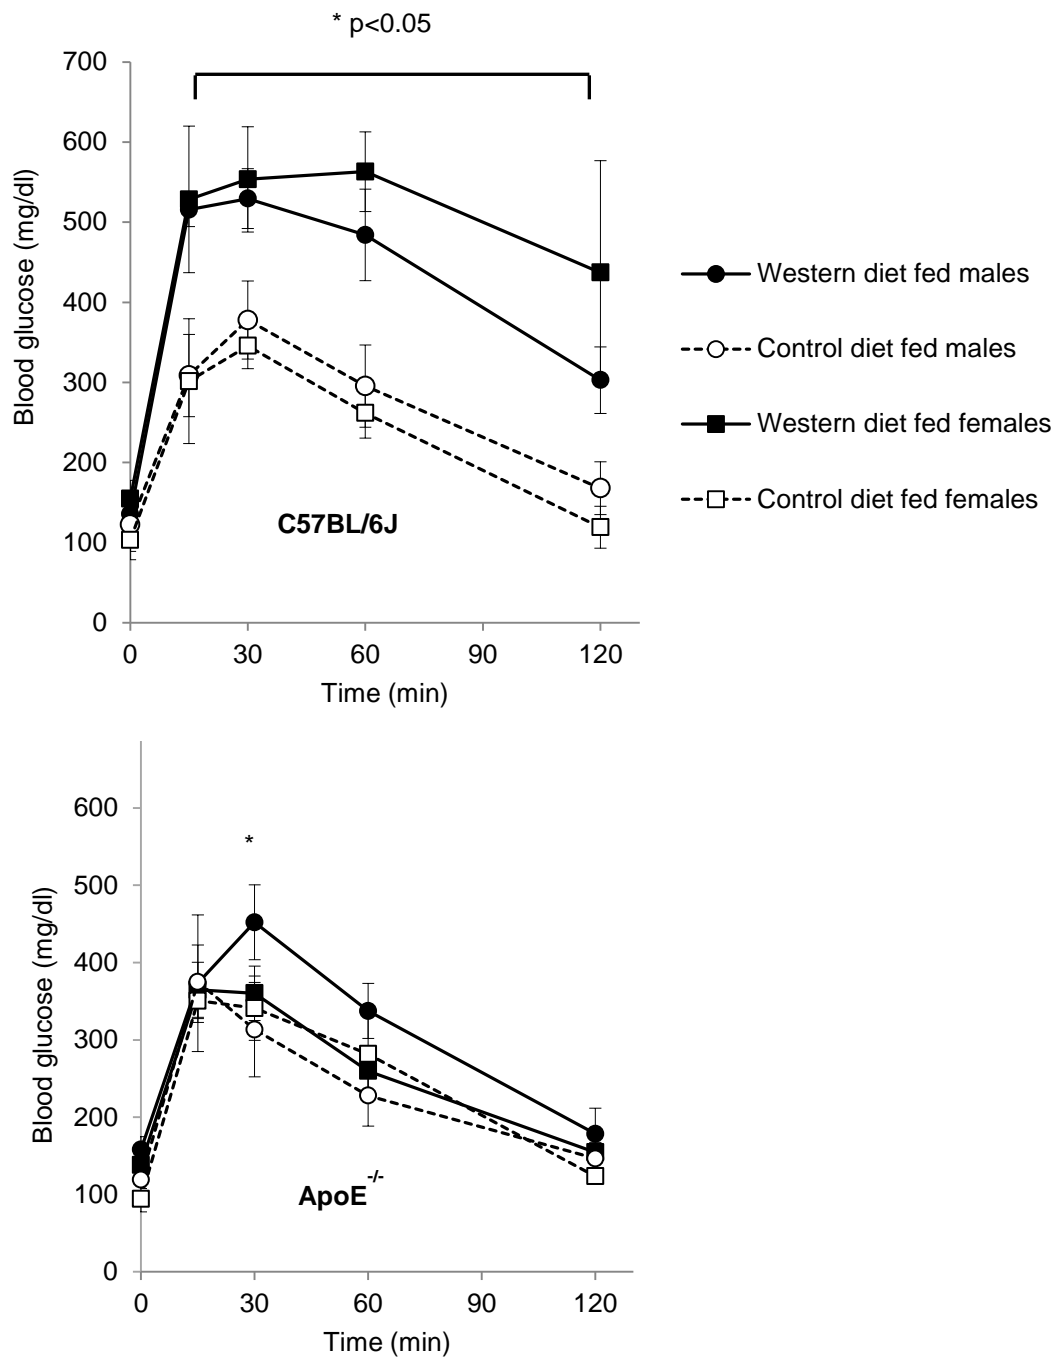 * p<0.05
700
600
500
400
300
200
100
0
Blood glucose (mg/dl)
C57BL/6J
0 30 60 90 120
Time (min)
Western diet fed males
Control diet fed males
Western diet fed females
Control diet fed females
600
500
400
300
200
100
0
Blood glucose (mg/dl)
*
ApoE-/-
0 30 60 90 120
Time (min)